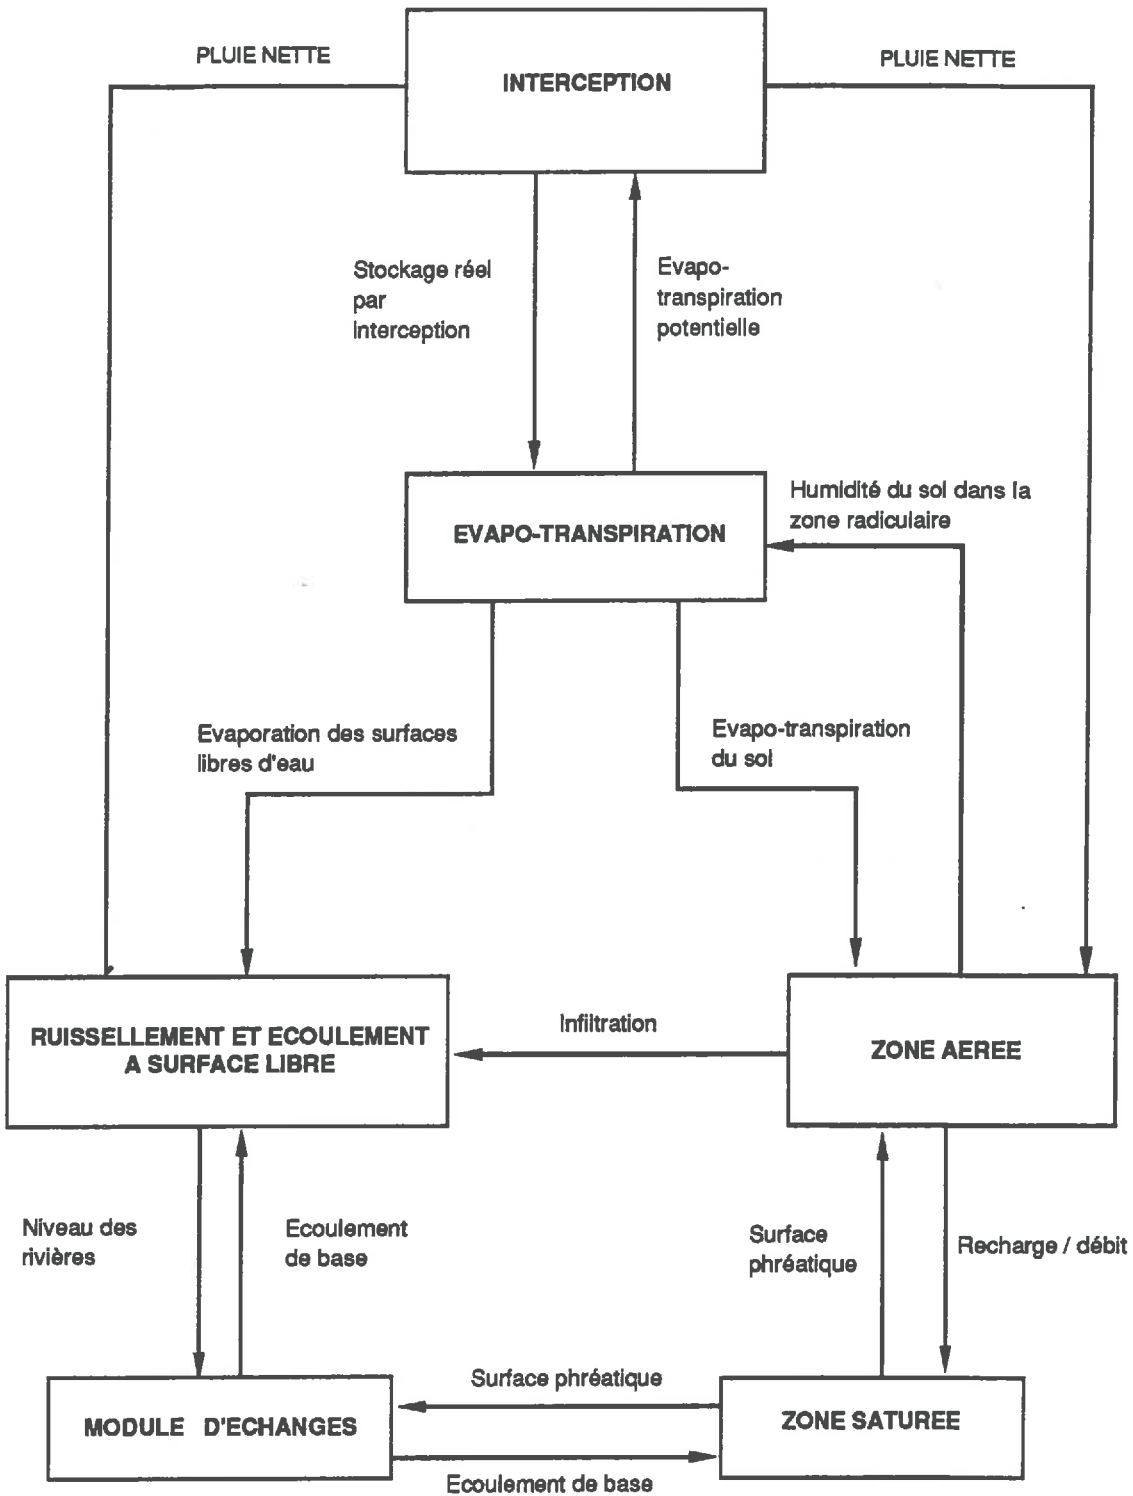 PLUIE NETTE
PLUIE NETTE
INTERCEPTION
Stockage réel
par
Interception
Evapo-
transpiration
potentielle
Humidité du sol dans la
zone radiculaire
EVAPO-TRANSPIRATION
Evaporation des surfaces
libres d'eau
Evapo-transpiration
du sol
RUISSELLEMENT ET ECOULEMENT
A SURFACE LIBRE
Infiltration
ZONE AEREE
Niveau des
rivières
Ecoulement
de base
Surface
phréatique
Recharge / débit
Surface phréatique
MODULE D'ECHANGES
ZONE SATUREE
Ecoulement de base